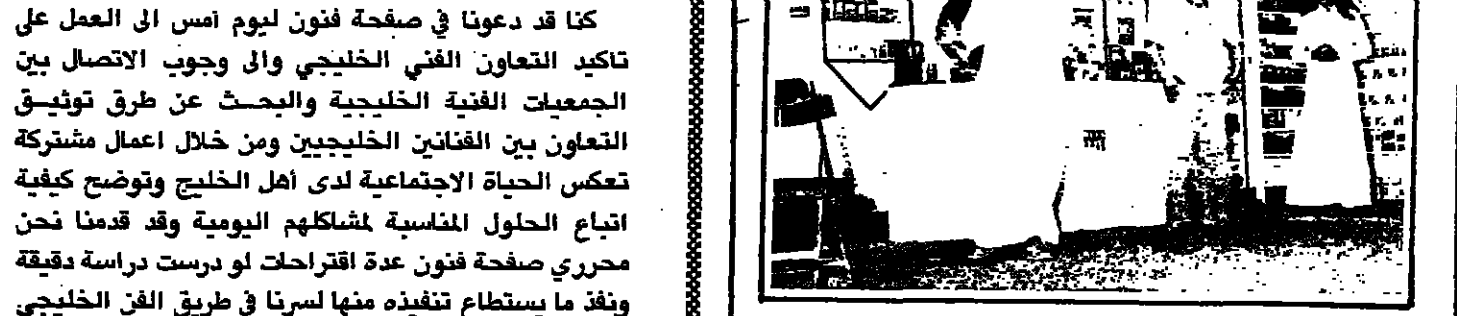 كنا قد دعونا في صفحة فنون ليوم أمس الى العمل على
تاكيد التعاون الفني الخليجي والى وجوب الاتصال بين
الجمعيات الفنية الخليجية والبحــث عن طرق توثيــق
التعاون بين الفنانين الخليجيين ومن خلال اعمال مشتركة
تعكس الحياة الاجتماعية لدى أهل الخليج وتوضح كيفية
اتباع الحلول المناسبة لمشاكلهم اليومية وقد قدمنا نحن
محرري صفحة فنون عدة اقتراحات لو درست دراسة دقيقة
ونفذ ما يستطاع تنفيذه منها لسرنا في طريق الفن الخليجي